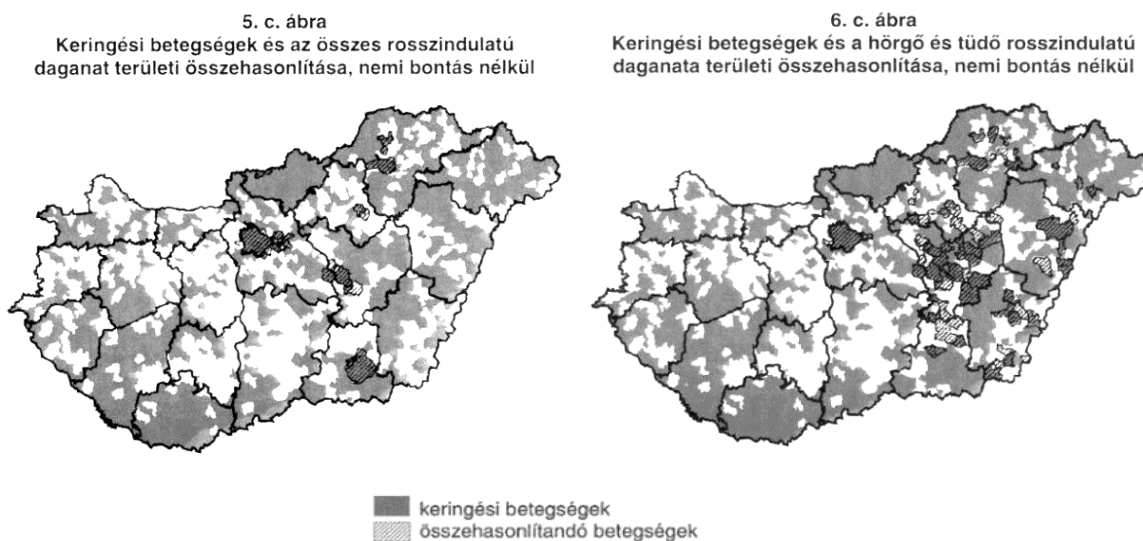 5. c. ábra
Keringési betegségek és az összes rosszindulatú
daganat területi összehasonlítása, nemi bontás nélkül
6. c. ábra
Keringési betegségek és a hörgő és tüdő rosszindulatú
daganata területi összehasonlítása, nemi bontás nélkül
keringési betegségek
összehasonlítandó betegségek